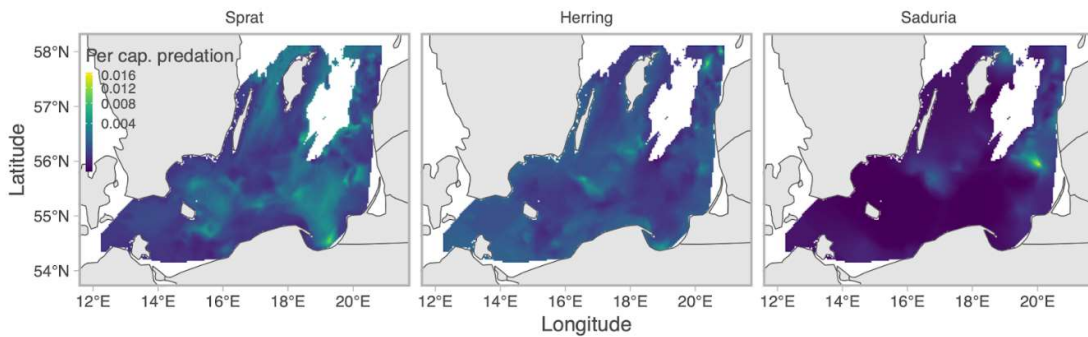 Sprat
Herring
Saduria
Per cap. predation
0.016
0.012
0.008
0.004
58°N
57°N
56°N
55°N
54°N
Latitude
12°E 14°E 16°E 18°E 20°E
12°E 14°E 16°E 18°E 20°E
12°E 14°E 16°E 18°E 20°E
Longitude